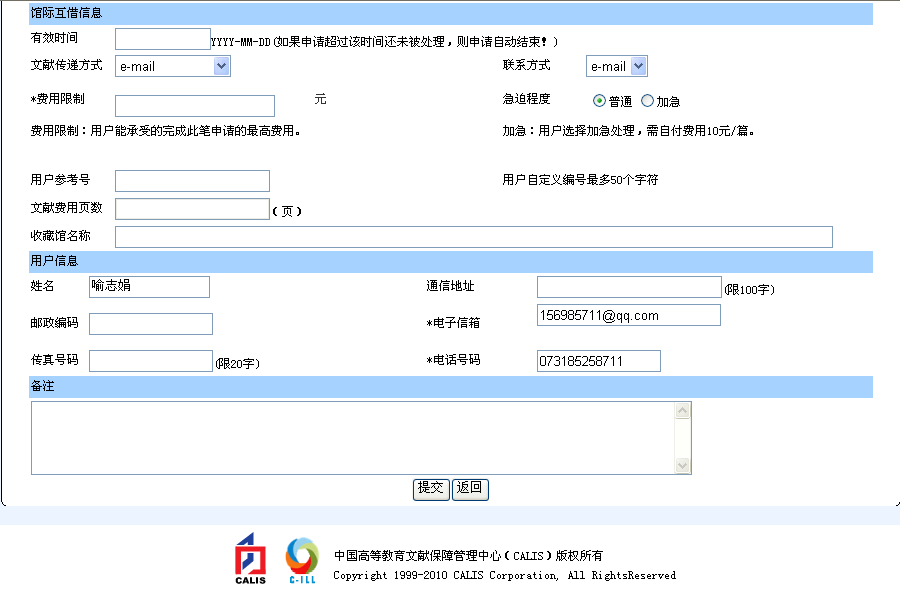 馆际互借信息
有效时间 YYYY-MM-DD(如果申请超过该时间还未被处理，则申请自动结束！)
文献传递方式 e-mail 联系方式 e-mail
*费用限制 元 急迫程度 普通 加急
费用限制：用户能承受的完成此笔申请的最高费用。 加急：用户选择加急处理，需自付费用10元/篇。
用户参考号 用户自定义编号最多50个字符
文献费用页数 (页)
收藏馆名称
用户信息
姓名 喻志娟 通信地址 (限100字)
邮政编码 *电子信箱 156985711@qq.com
传真号码 (限20字) *电话号码 073185258711
备注
提交 返回
CALIS C-ILL 中国高等教育文献保障管理中心(CALIS)版权所有
Copyright 1999-2010 CALIS Corporation, All RightsReserved